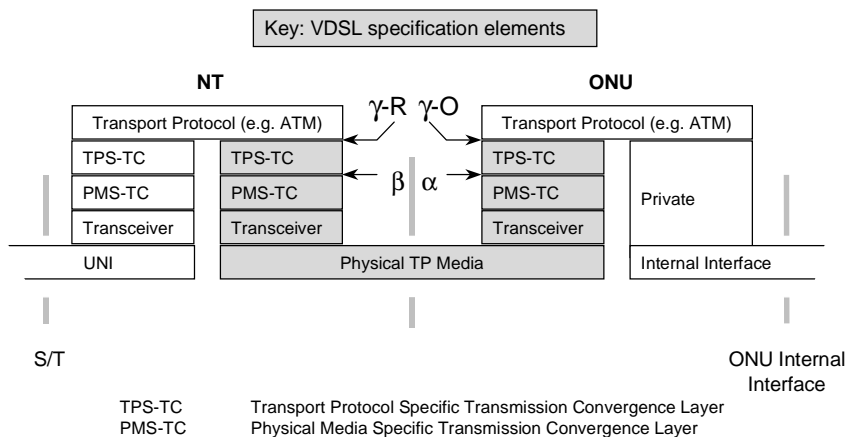 Key: VDSL specification elements
NT ONU
γ-R γ-O
Transport Protocol (e.g. ATM) Transport Protocol (e.g. ATM)
TPS-TC TPS-TC TPS-TC
β α
PMS-TC PMS-TC PMS-TC Private
Transceiver Transceiver Transceiver
UNI Physical TP Media Internal Interface
S/T ONU Internal
Interface
TPS-TC Transport Protocol Specific Transmission Convergence Layer
PMS-TC Physical Media Specific Transmission Convergence Layer